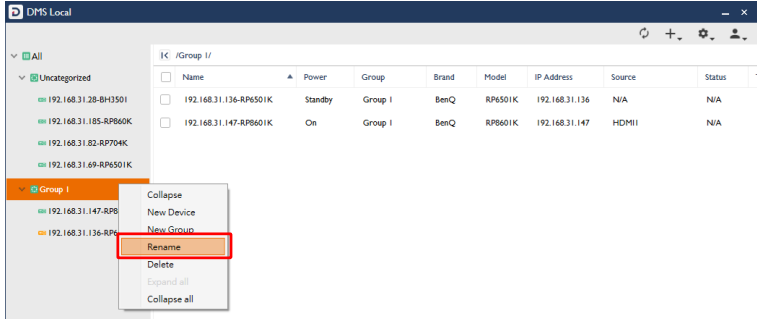 DMS Local
All
/Group 1/
Uncategorized
Name Power Group Brand Model IP Address Source Status
192.168.31.28-BH3501
192.168.31.136-RP6501K Standby Group 1 BenQ RP6501K 192.168.31.136 N/A N/A
192.168.31.185-RP860K
192.168.31.147-RP8601K On Group 1 BenQ RP8601K 192.168.31.147 HDMI1 N/A
192.168.31.82-RP704K
192.168.31.69-RP6501K
Group 1
192.168.31.147-RP8
192.168.31.136-RP6
Collapse
New Device
New Group
Rename
Delete
Expand all
Collapse all